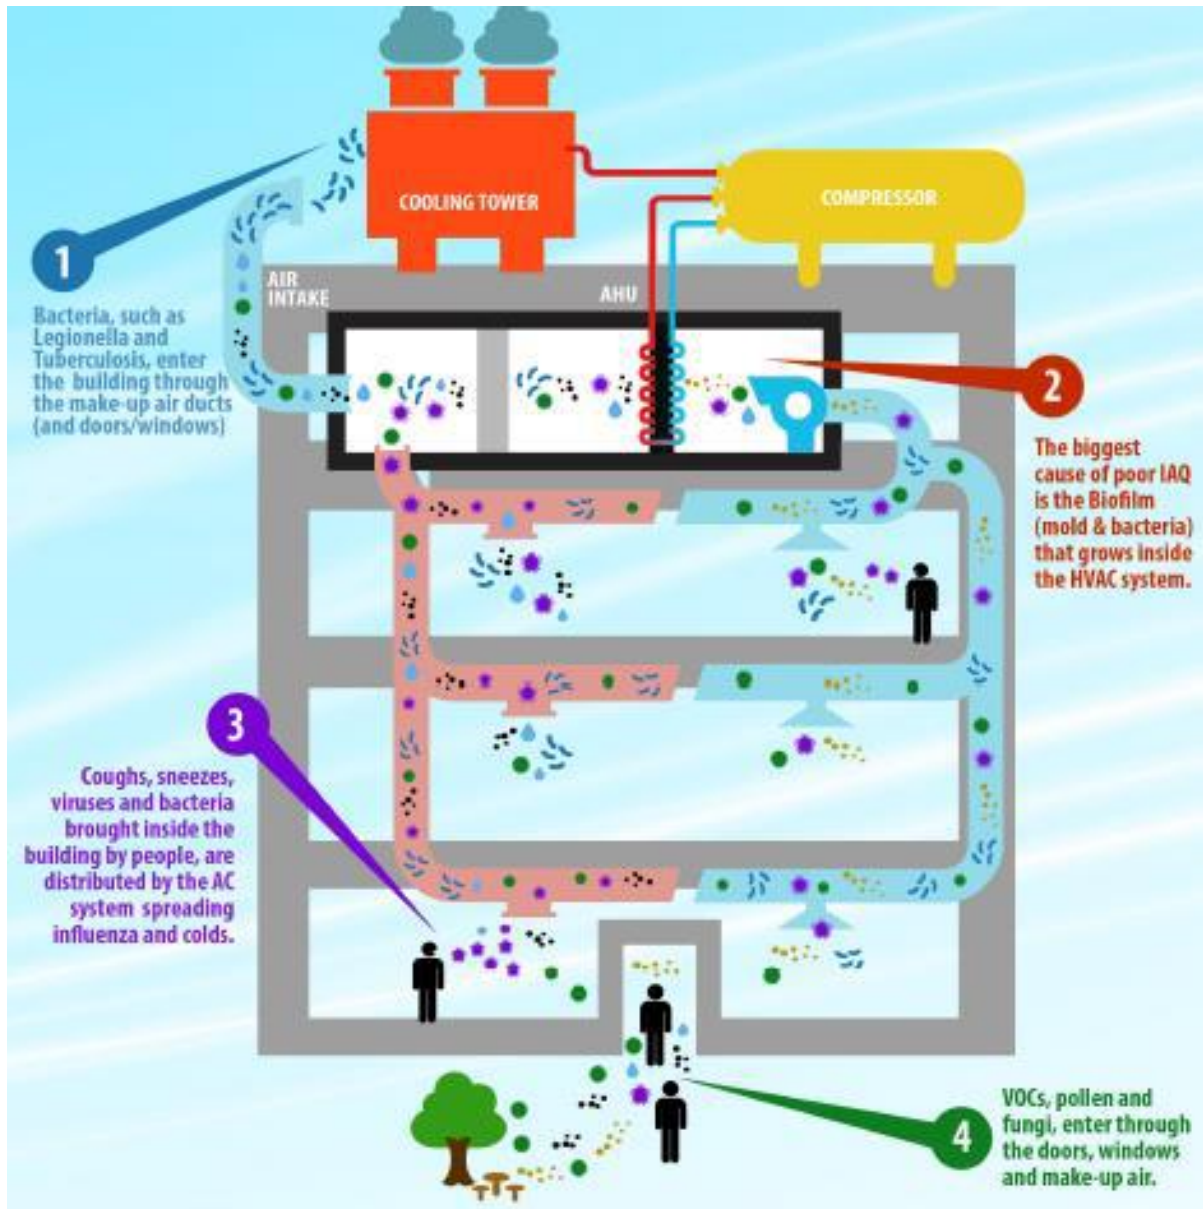 COOLING TOWER
COMPRESSOR
1
AIR
INTAKE
AHU
Bacteria, such as
Legionella and
Tuberculosis, enter
the building through
the make-up air ducts
(and doors/windows)
2
The biggest
cause of poor IAQ
is the Biofilm
(mold & bacteria)
that grows inside
the HVAC system.
3
Coughs, sneezes,
viruses and bacteria
brought inside the
building by people, are
distributed by the AC
system spreading
influenza and colds.
4
VOCs, pollen and
fungi, enter through
the doors, windows
and make-up air.